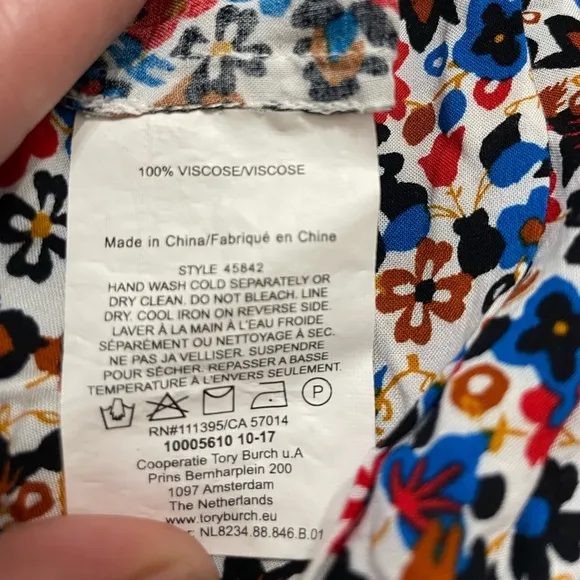 100% VISCOSE/VISCOSE
Made in China/Fabriqué en Chine
STYLE 45842
HAND WASH COLD SEPARATELY OR
DRY CLEAN. DO NOT BLEACH. LINE
DRY. COOL IRON ON REVERSE SIDE.
LAVER À LA MAIN À L'EAU FROIDE
SÉPARÉMENT OU NETTOYAGE A SEC.
NE PAS JA VELLISER. SUSPENDRE
POUR SÉCHER. REPASSER A BASSE
TEMPÉRATURE À L'ENVERS SEULEMENT.
P
RN#111395/CA 57014
10005610 10-17
Cooperatie Tory Burch u.A
Prins Bernharplein 200
1097 Amsterdam
The Netherlands
www.toryburch.eu
NL8234.88.846.B.01